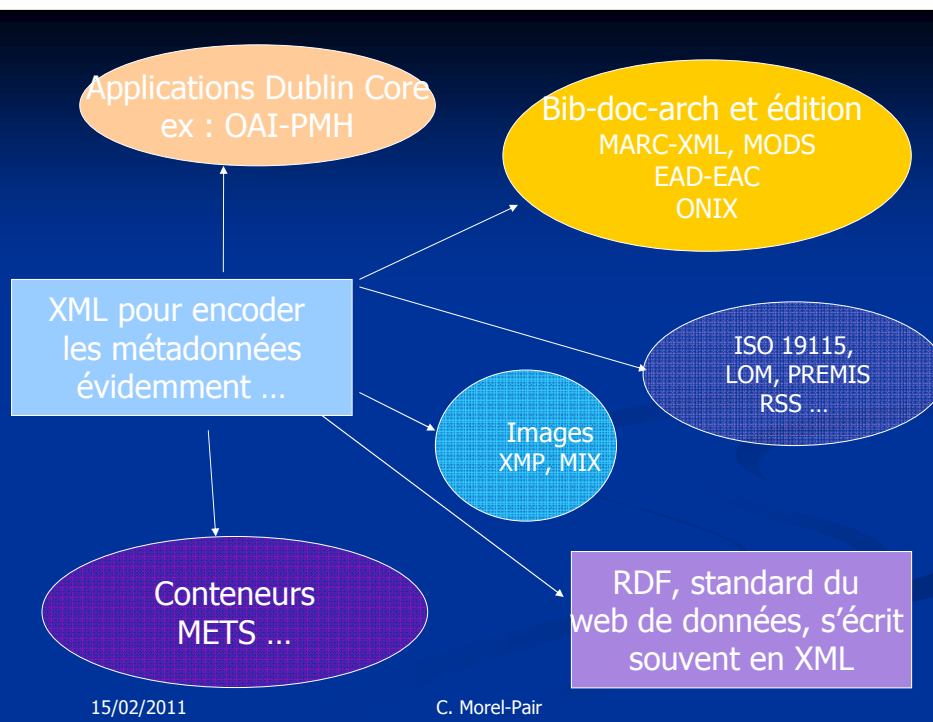 Applications Dublin Core
ex : OAI-PMH
Bib-doc-arch et édition
MARC-XML, MODS
EAD-EAC
ONIX
XML pour encoder
les métadonnées
évidemment ...
ISO 19115,
LOM, PREMIS
RSS ...
Images
XMP, MIX
Conteneurs
METS ...
RDF, standard du
web de données, s’écrit
souvent en XML
15/02/2011
C. Morel-Pair